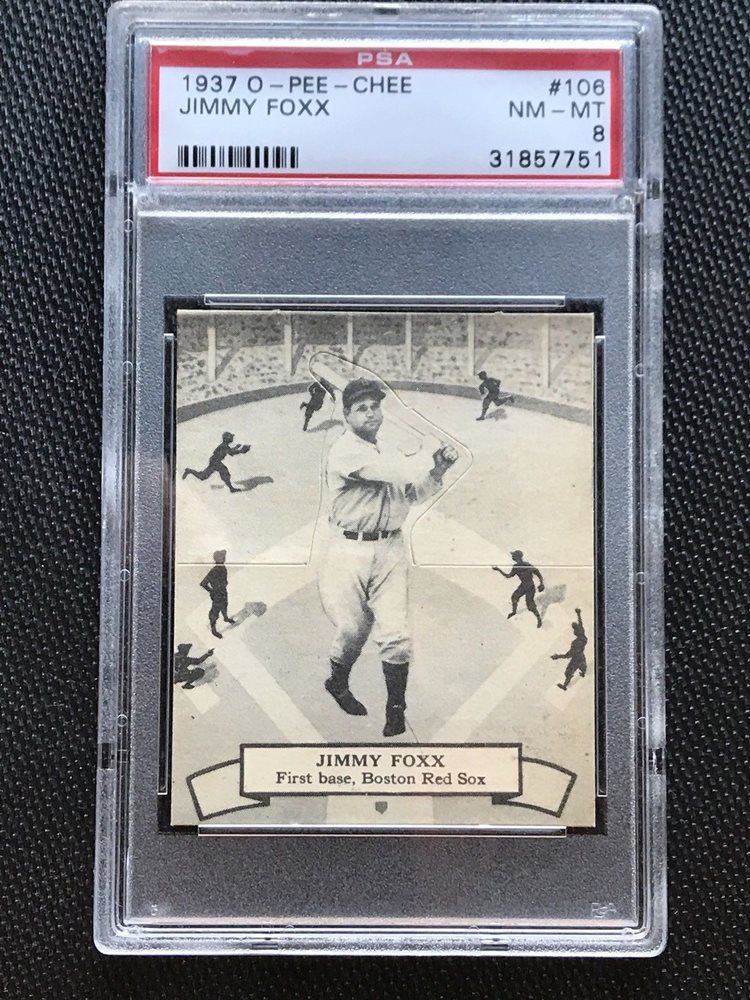 PSA
1937 O-PEE-CHEE #106
JIMMY FOXX NM-MT
8
31857751
JIMMY FOXX
First base, Boston Red Sox